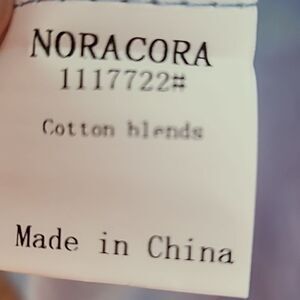 NORACORA
1117722#
Cotton blends
Made in China